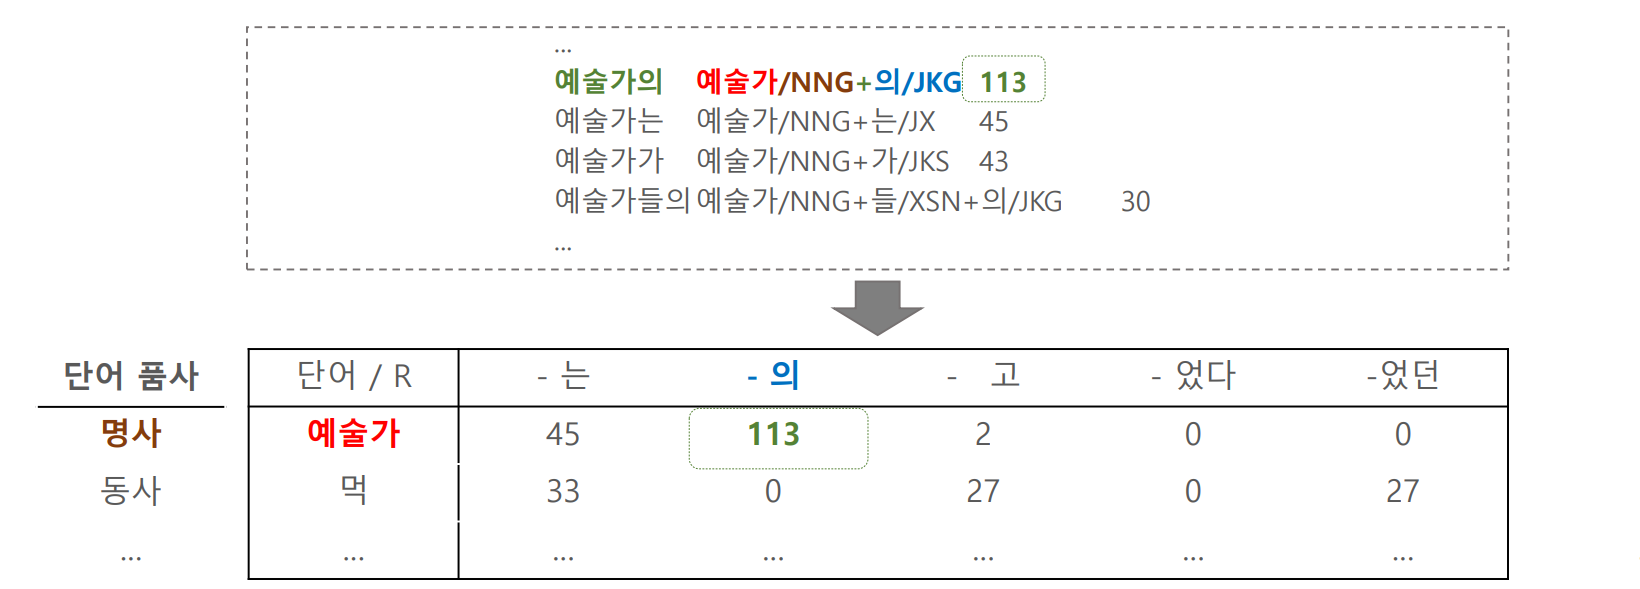 ...
예술가의 예술가/NNG+의/JKG 113
예술가는 예술가/NNG+는/JX 45
예술가가 예술가/NNG+가/JKS 43
예술가들의 예술가/NNG+들/XSN+의/JKG 30
...
단어 품사 단어 / R - 는 - 의 - 고 - 었다 -었던
명사 예술가 45 113 2 0 0
동사 먹 33 0 27 0 27
... ... ... ... ... ... ...